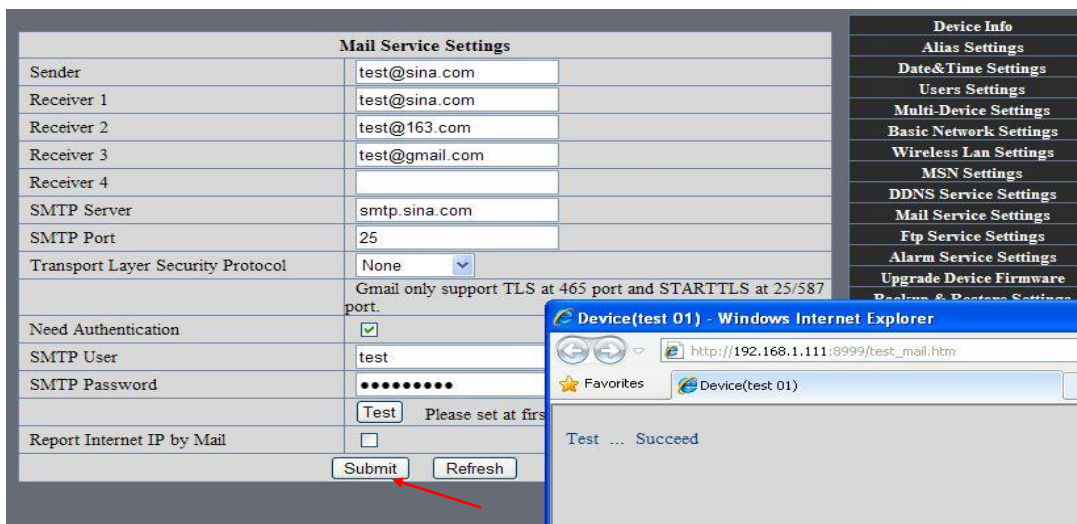 Mail Service Settings
Sender test@sina.com
Receiver 1 test@sina.com
Receiver 2 test@163.com
Receiver 3 test@gmail.com
Receiver 4
SMTP Server smtp.sina.com
SMTP Port 25
Transport Layer Security Protocol None
Gmail only support TLS at 465 port and STARTTLS at 25/587
port.
Need Authentication
SMTP User test
SMTP Password •••••••••
Test Please set at firs
Report Internet IP by Mail
Submit Refresh
Device Info
Alias Settings
Date&Time Settings
Users Settings
Multi-Device Settings
Basic Network Settings
Wireless Lan Settings
MSN Settings
DDNS Service Settings
Mail Service Settings
Ftp Service Settings
Alarm Service Settings
Upgrade Device Firmware
Backup & Restore Settings
Device(test 01) - Windows Internet Explorer
http://192.168.1.111:8999/test_mail.htm
Favorites Device(test 01)
Test ... Succeed